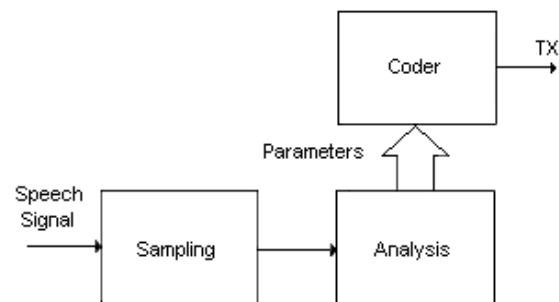 Coder
TX
Parameters
Speech
Signal
Sampling
Analysis